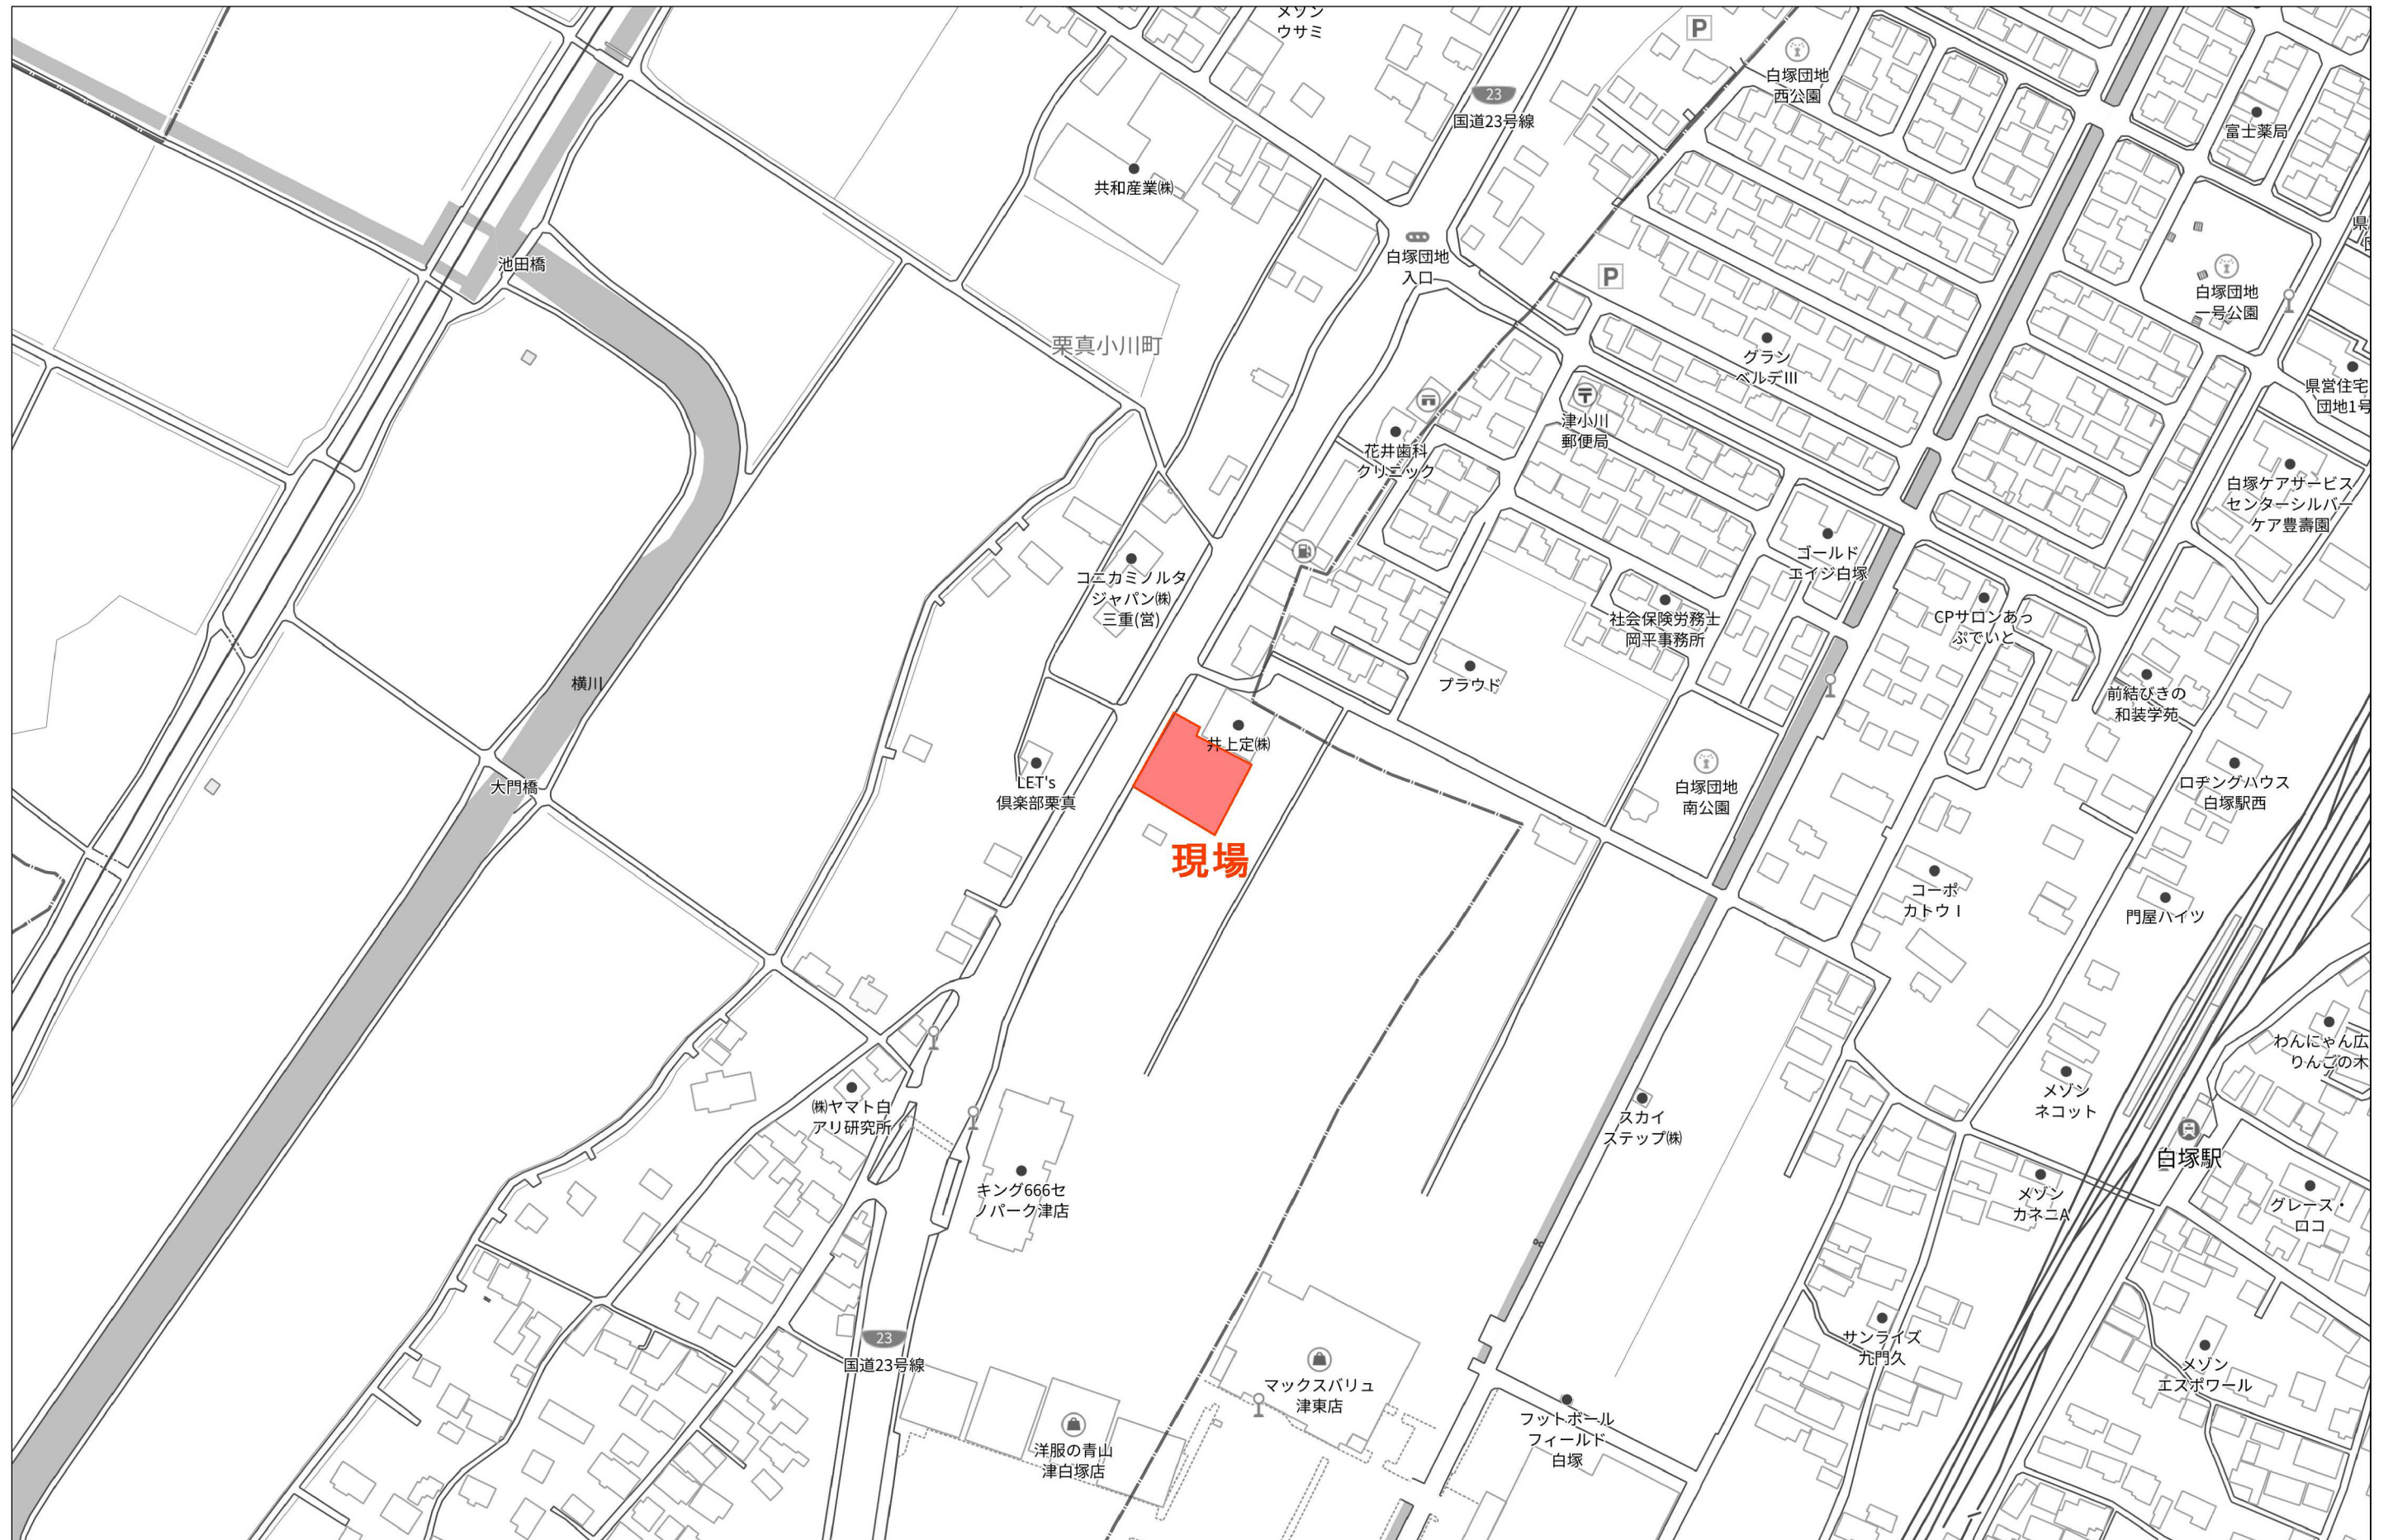 メゾン
ウサミ
P
白塚団地
西公園
23
国道23号線
富士薬局
共和産業㈱
白塚団地
入口
P
池田橋
白塚団地
一号公園
栗真小川町
グラン
ベルデIII
県営住宅
団地1号
津小川
郵便局
花井歯科
クリニック
白塚ケアサービス
センターシルバー
ケア豊壽園
ゴールド
エイジ白塚
コニカミノルタ
ジャパン㈱
三重(営)
社会保険労務士
岡平事務所
CPサロンあっ
ぷでいと
プラウド
横川
前結びきの
和装学苑
井上定㈱
LET's
倶楽部栗真
大門橋
白塚団地
南公園
ロヂングハウス
白塚駅西
現場
コーポ
カトウ I
門屋ハイツ
わんにゃん広
りんごの木
メゾン
ネコット
㈱ヤマト白
アリ研究所
スカイ
ステップ㈱
白塚駅
キング666セ
ノパーク津店
メゾン
カネニA
グレース・
ロコ
23
国道23号線
サンライズ
九門久
マックスバリュ
津東店
メゾン
エスポワール
フットボール
フィールド
白塚
洋服の青山
津白塚店